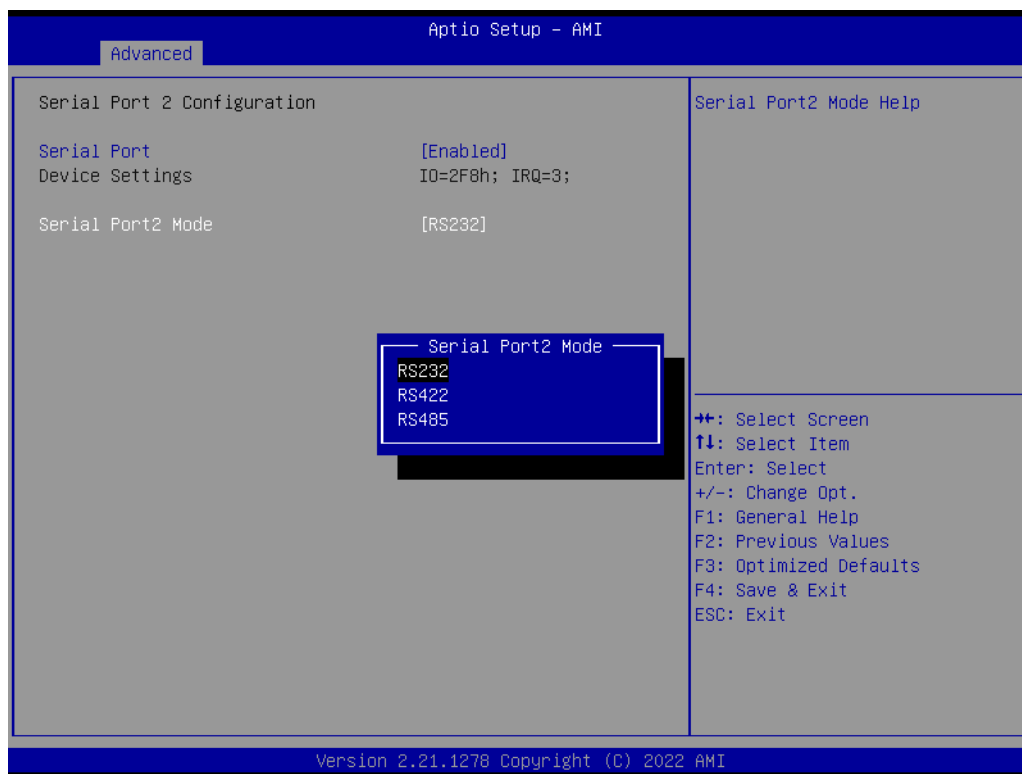 Aptio Setup – AMI
Advanced
Serial Port 2 Configuration
Serial Port [Enabled]
Device Settings IO=2F8h; IRQ=3;
Serial Port2 Mode [RS232]
Serial Port2 Mode
RS232
RS422
RS485
Serial Port2 Mode Help
→←: Select Screen
↑↓: Select Item
Enter: Select
+/-: Change Opt.
F1: General Help
F2: Previous Values
F3: Optimized Defaults
F4: Save & Exit
ESC: Exit
Version 2.21.1278 Copyright (C) 2022 AMI